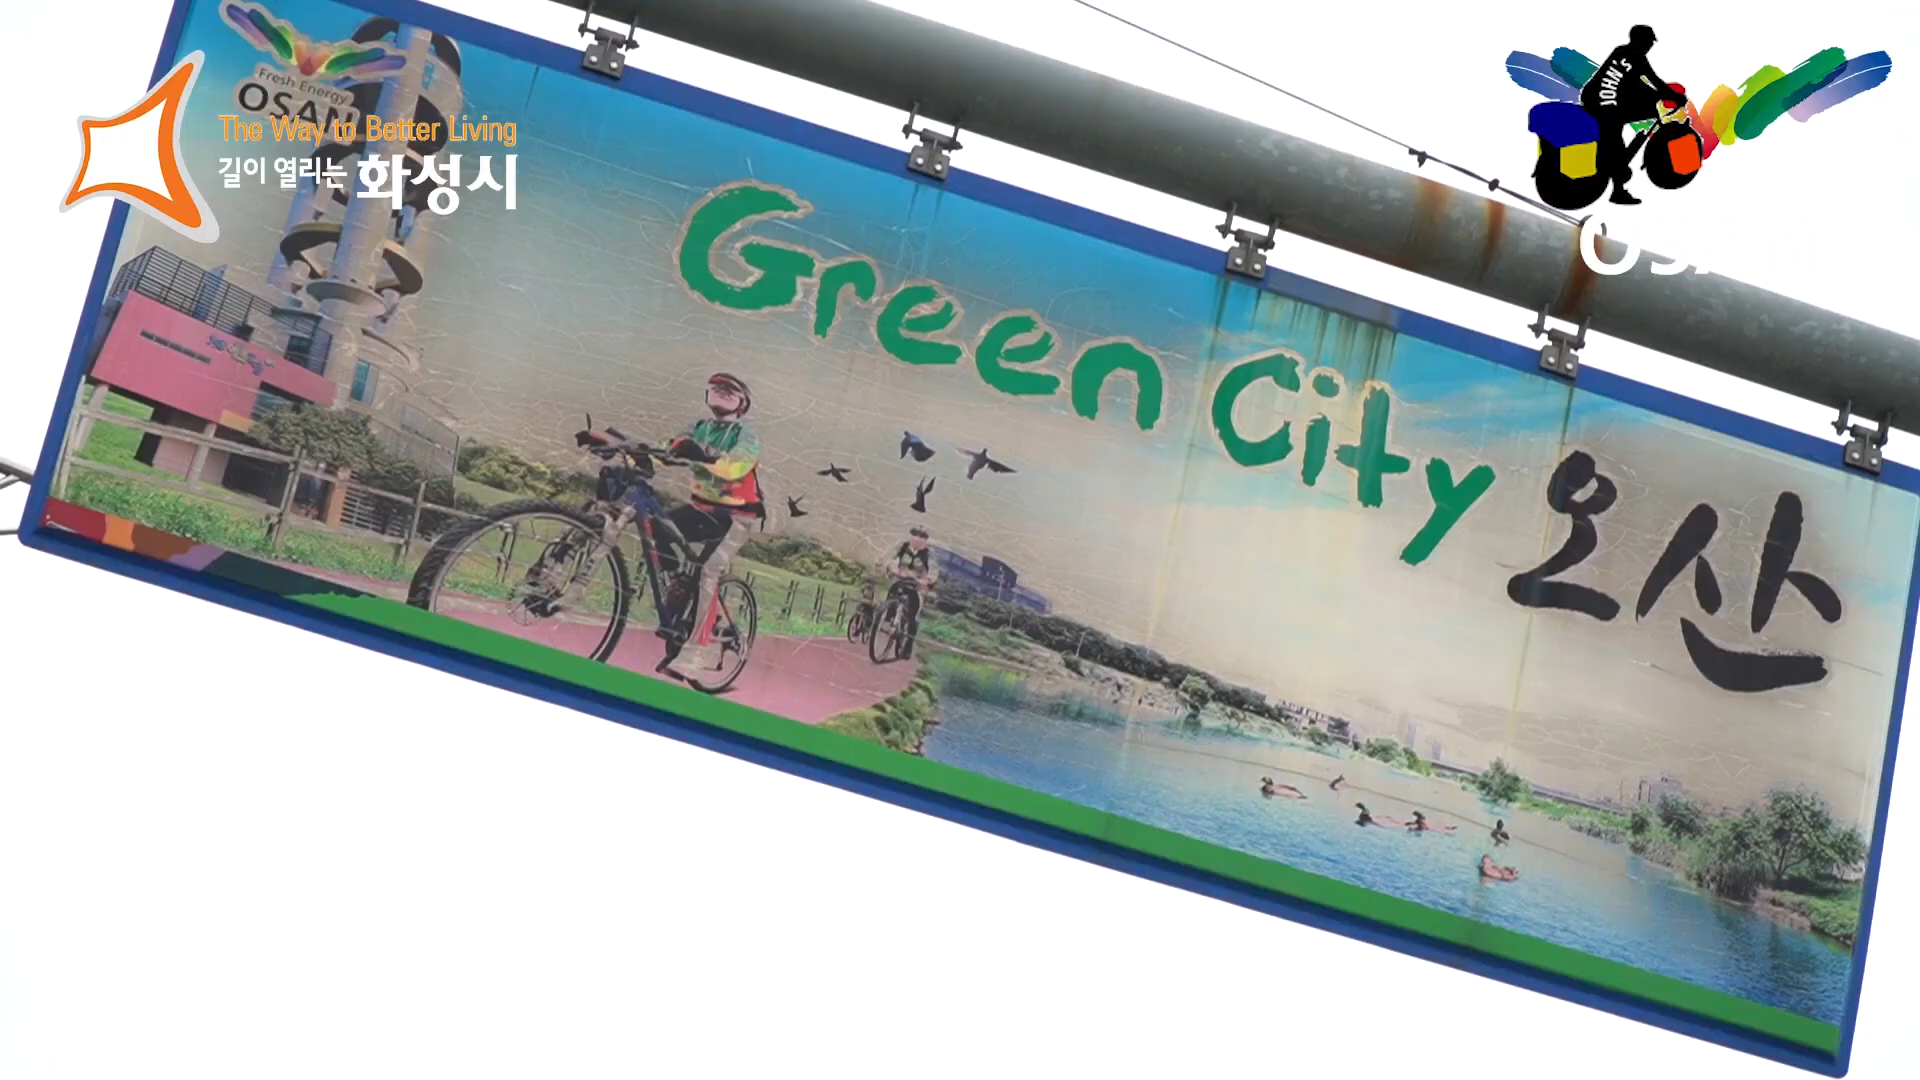 Fresh Energy
OSAN
The Way to Better Living
길이 열리는 화성시
JOHN'S
Green City 오산